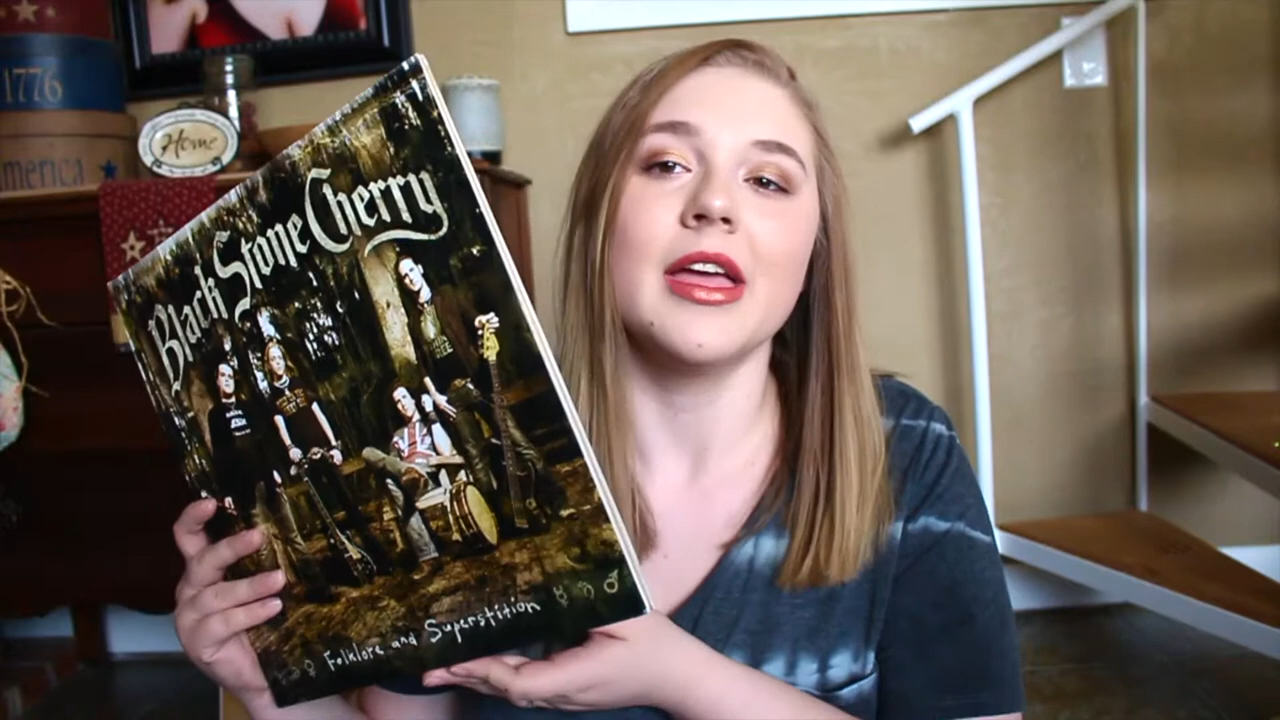 1776
Home
America
Black Stone Cherry
Folklore and Superstition